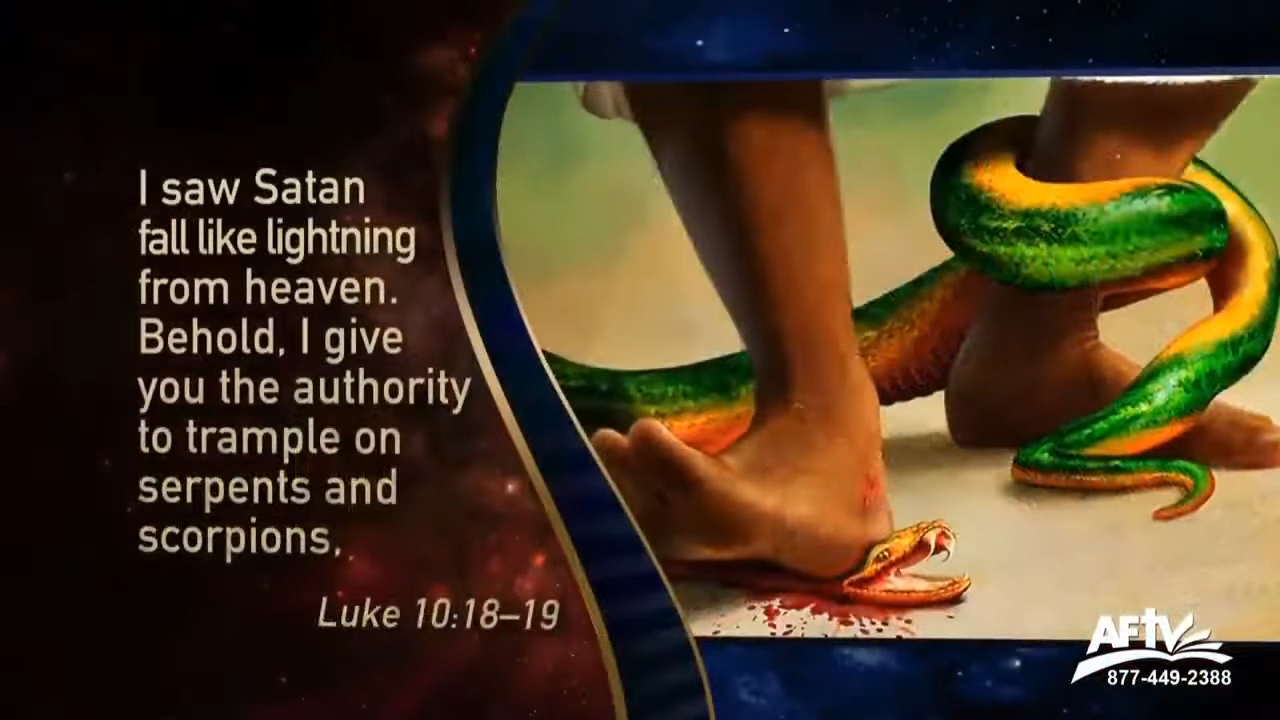 I saw Satan
fall like lightning
from heaven.
Behold, I give
you the authority
to trample on
serpents and
scorpions,
Luke 10:18–19
AFTV
877-449-2388